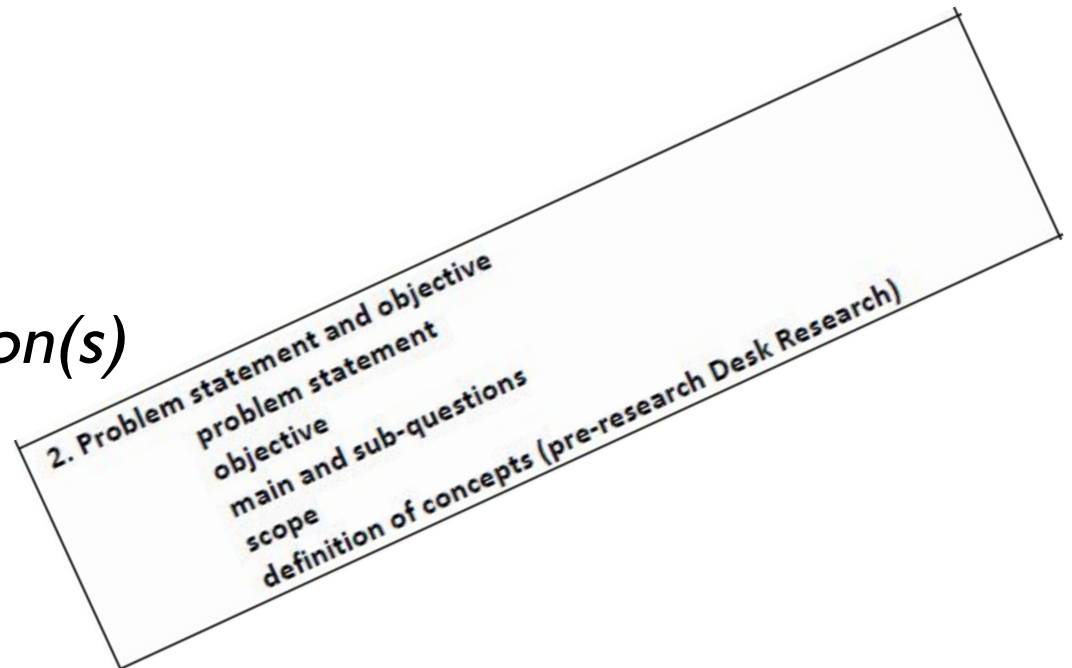 on(s)
2. Problem statement and objective
problem statement
objective
main and sub-questions
scope
definition of concepts (pre-research Desk Research)